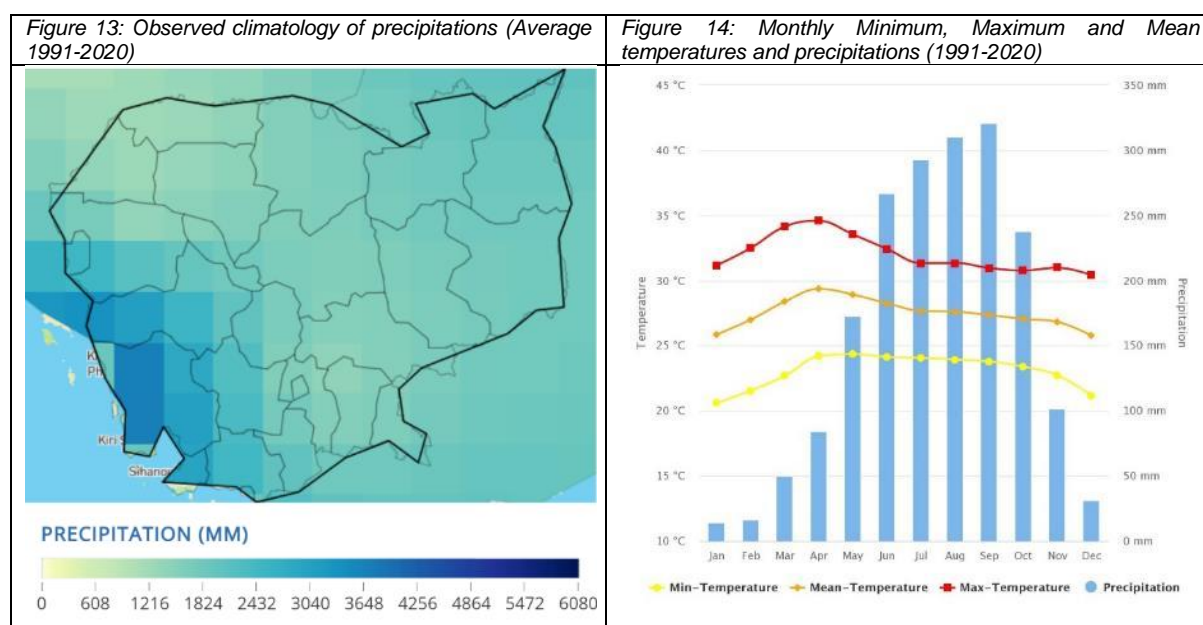 Figure 13: Observed climatology of precipitations (Average
1991-2020)
Figure 14: Monthly Minimum, Maximum and Mean
temperatures and precipitations (1991-2020)
Ph
Kiri S
Sihano
PRECIPITATION (MM)
0 608 1216 1824 2432 3040 3648 4256 4864 5472 6080
45 °C
40 °C
35 °C
30 °C
25 °C
20 °C
15 °C
10 °C
Temperature
350 mm
300 mm
250 mm
200 mm
150 mm
100 mm
50 mm
0 mm
Precipitation
Jan Feb Mar Apr May Jun Jul Aug Sep Oct Nov Dec
Min-Temperature Mean-Temperature Max-Temperature Precipitation